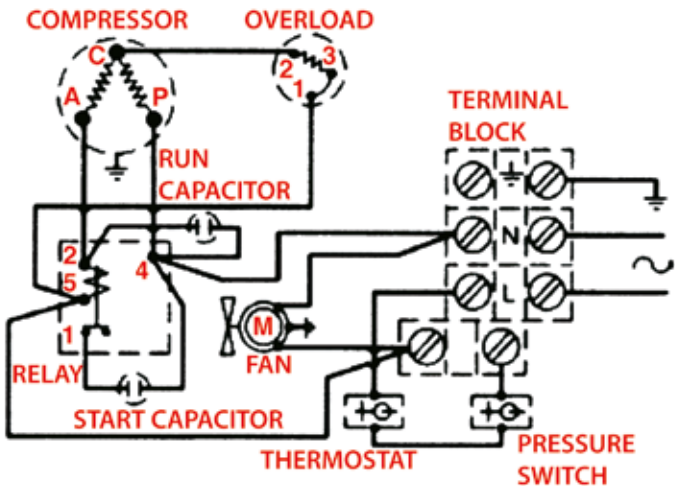 COMPRESSOR
OVERLOAD
C
3
2
1
A
P
TERMINAL
BLOCK
RUN
CAPACITOR
N
2
4
5
L
1
M
FAN
RELAY
START CAPACITOR
THERMOSTAT
PRESSURE
SWITCH